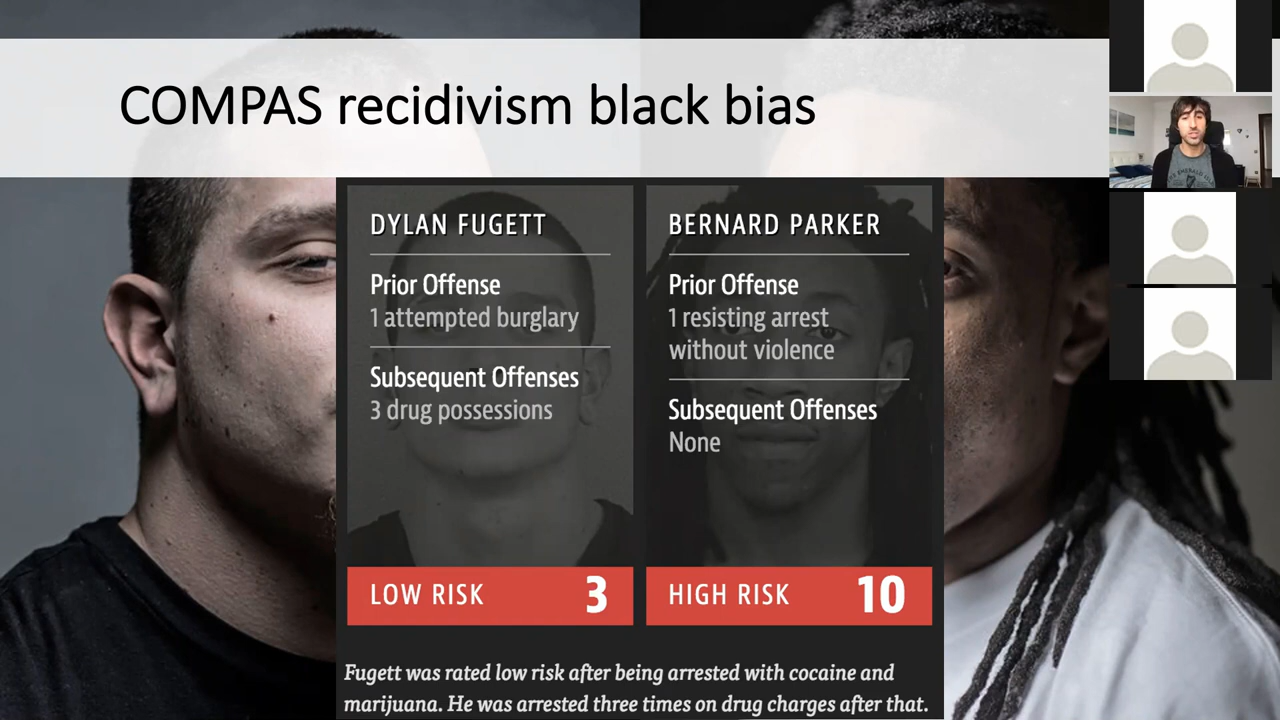 COMPAS recidivism black bias
DYLAN FUGETT
Prior Offense
1 attempted burglary
Subsequent Offenses
3 drug possessions
LOW RISK 3
BERNARD PARKER
Prior Offense
1 resisting arrest
without violence
Subsequent Offenses
None
HIGH RISK 10
Fugett was rated low risk after being arrested with cocaine and
marijuana. He was arrested three times on drug charges after that.